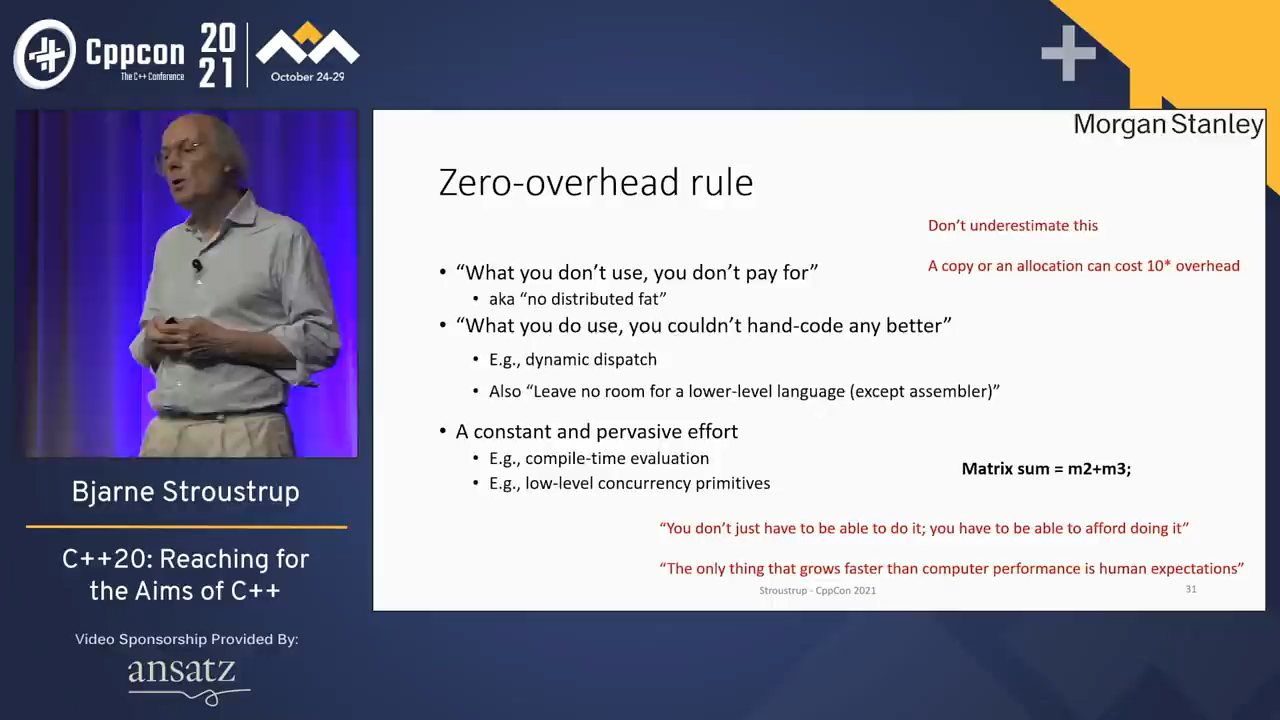 Cppcon
The C++ Conference
20
21
October 24-29
Morgan Stanley
Zero-overhead rule
Don't underestimate this
A copy or an allocation can cost 10* overhead
• “What you don't use, you don't pay for”
• aka “no distributed fat”
• “What you do use, you couldn't hand-code any better”
• E.g., dynamic dispatch
• Also “Leave no room for a lower-level language (except assembler)”
• A constant and pervasive effort
• E.g., compile-time evaluation
• E.g., low-level concurrency primitives
Matrix sum = m2+m3;
“You don't just have to be able to do it; you have to be able to afford doing it”
“The only thing that grows faster than computer performance is human expectations”
Stroustrup - CppCon 2021
31
Bjarne Stroustrup
C++20: Reaching for
the Aims of C++
Video Sponsorship Provided By:
ansatz